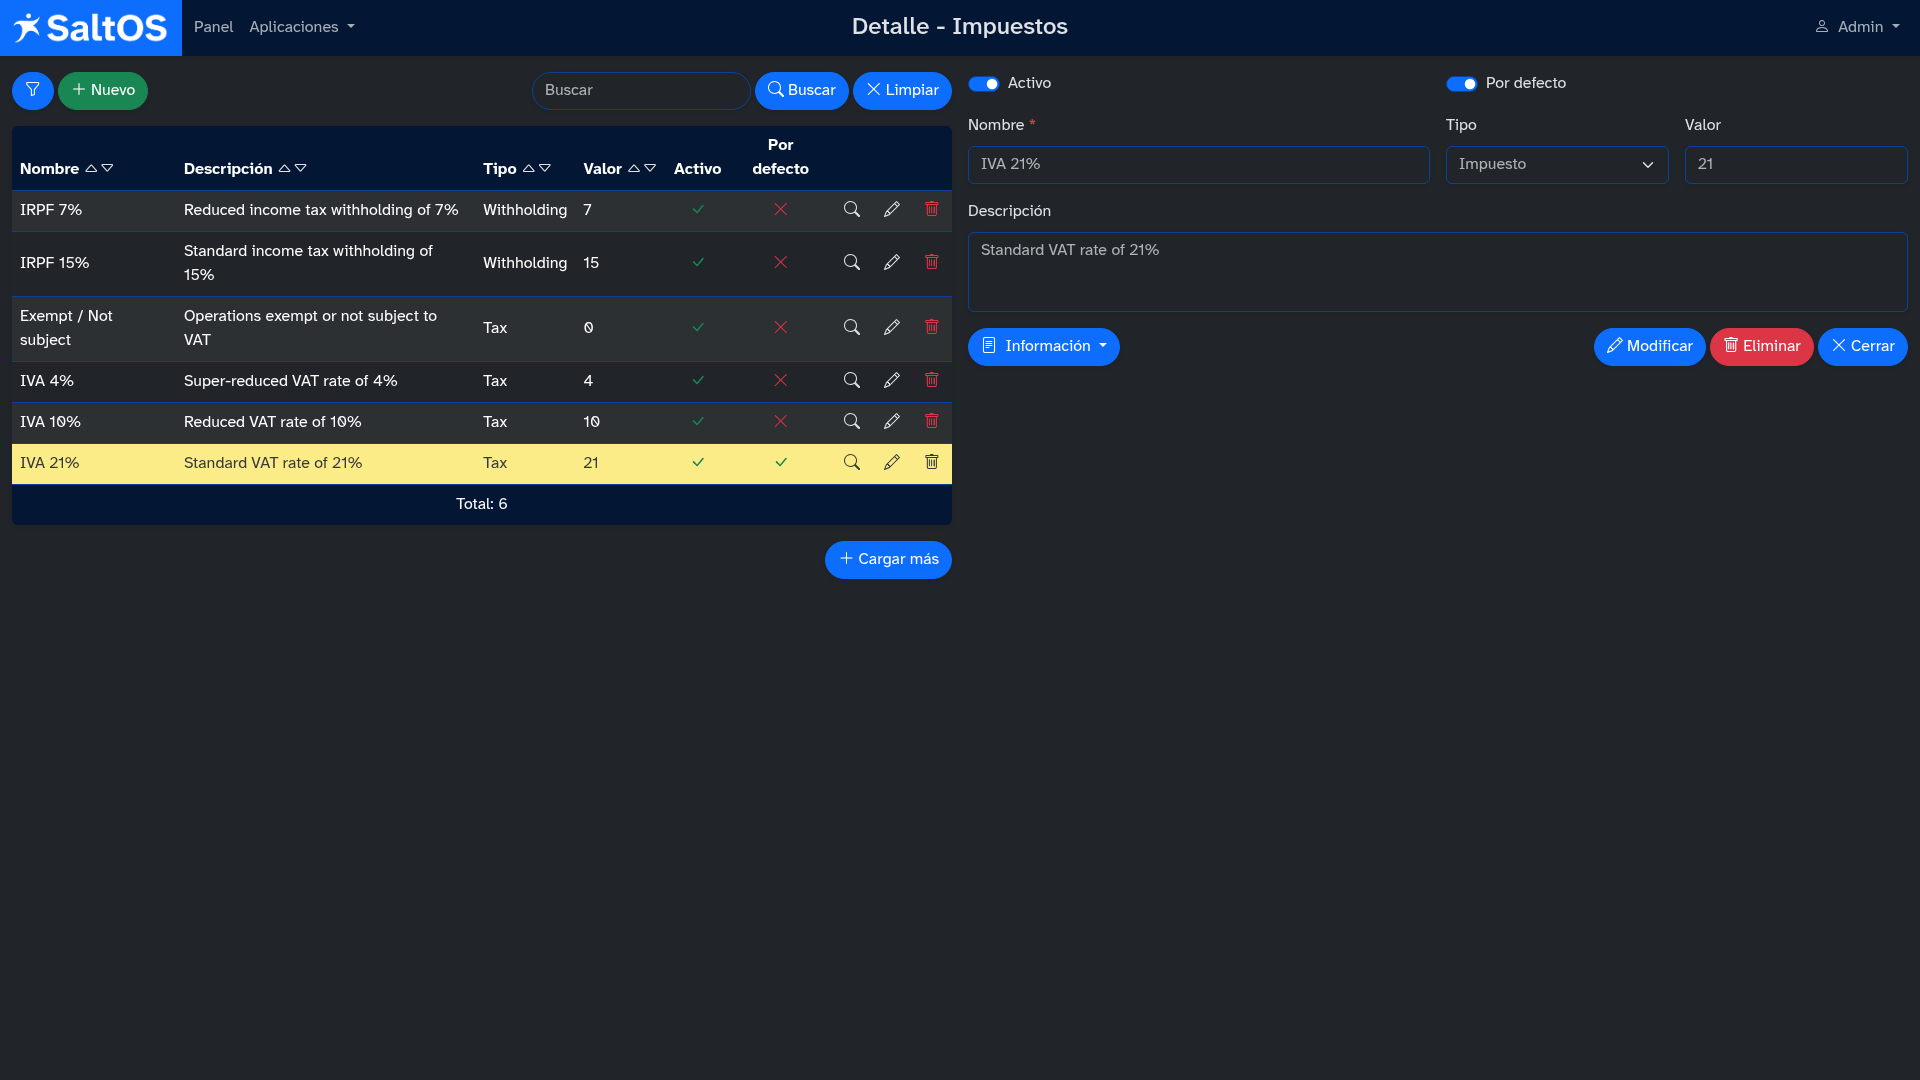 SaltOS
Panel
Aplicaciones
Detalle - Impuestos
Admin
Nuevo
Buscar
Buscar
Limpiar
Nombre
Descripción
Tipo
Valor
Activo
Por
defecto
IRPF 7%
Reduced income tax withholding of 7%
Withholding
7
IRPF 15%
Standard income tax withholding of
15%
Withholding
15
Exempt / Not
subject
Operations exempt or not subject to
VAT
Tax
0
IVA 4%
Super-reduced VAT rate of 4%
Tax
4
IVA 10%
Reduced VAT rate of 10%
Tax
10
IVA 21%
Standard VAT rate of 21%
Tax
21
Total: 6
Cargar más
Activo
Por defecto
Nombre *
Tipo
Valor
IVA 21%
Impuesto
21
Descripción
Standard VAT rate of 21%
Información
Modificar
Eliminar
Cerrar